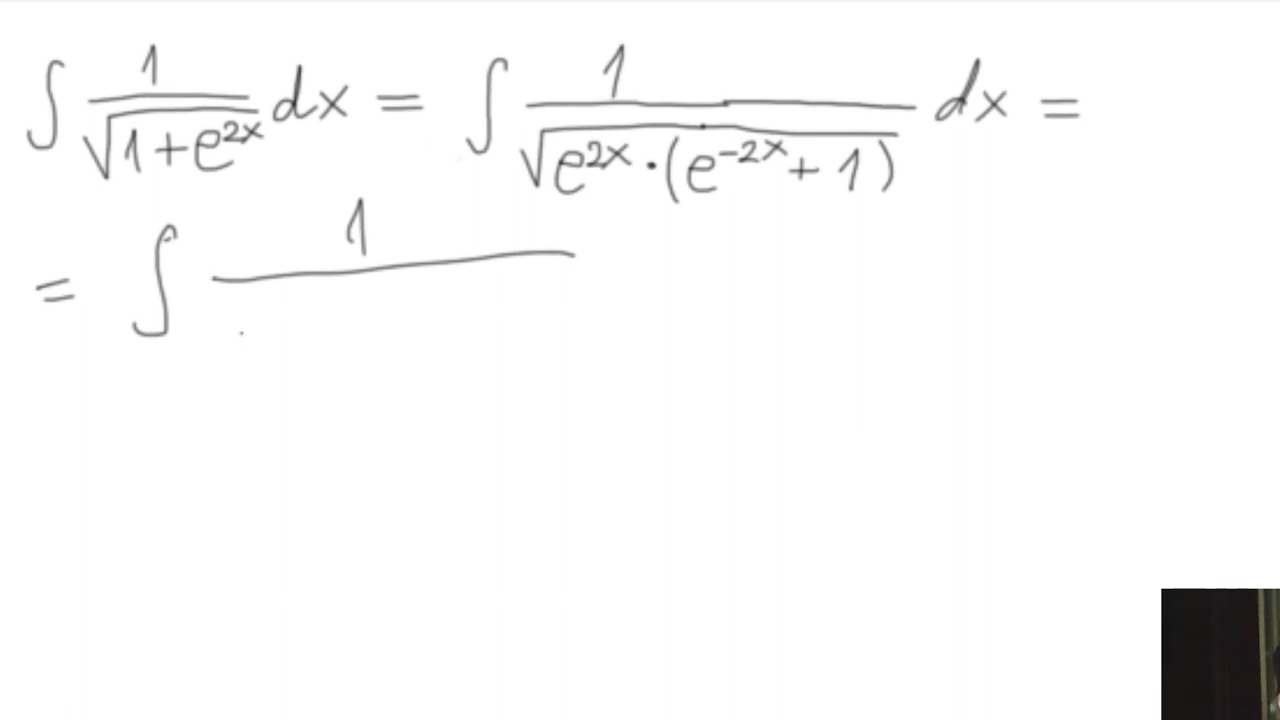 ∫ 1/√(1+e^{2x}) dx = ∫ 1/√(e^{2x}·(e^{-2x}+1)) dx =
= ∫ 1/